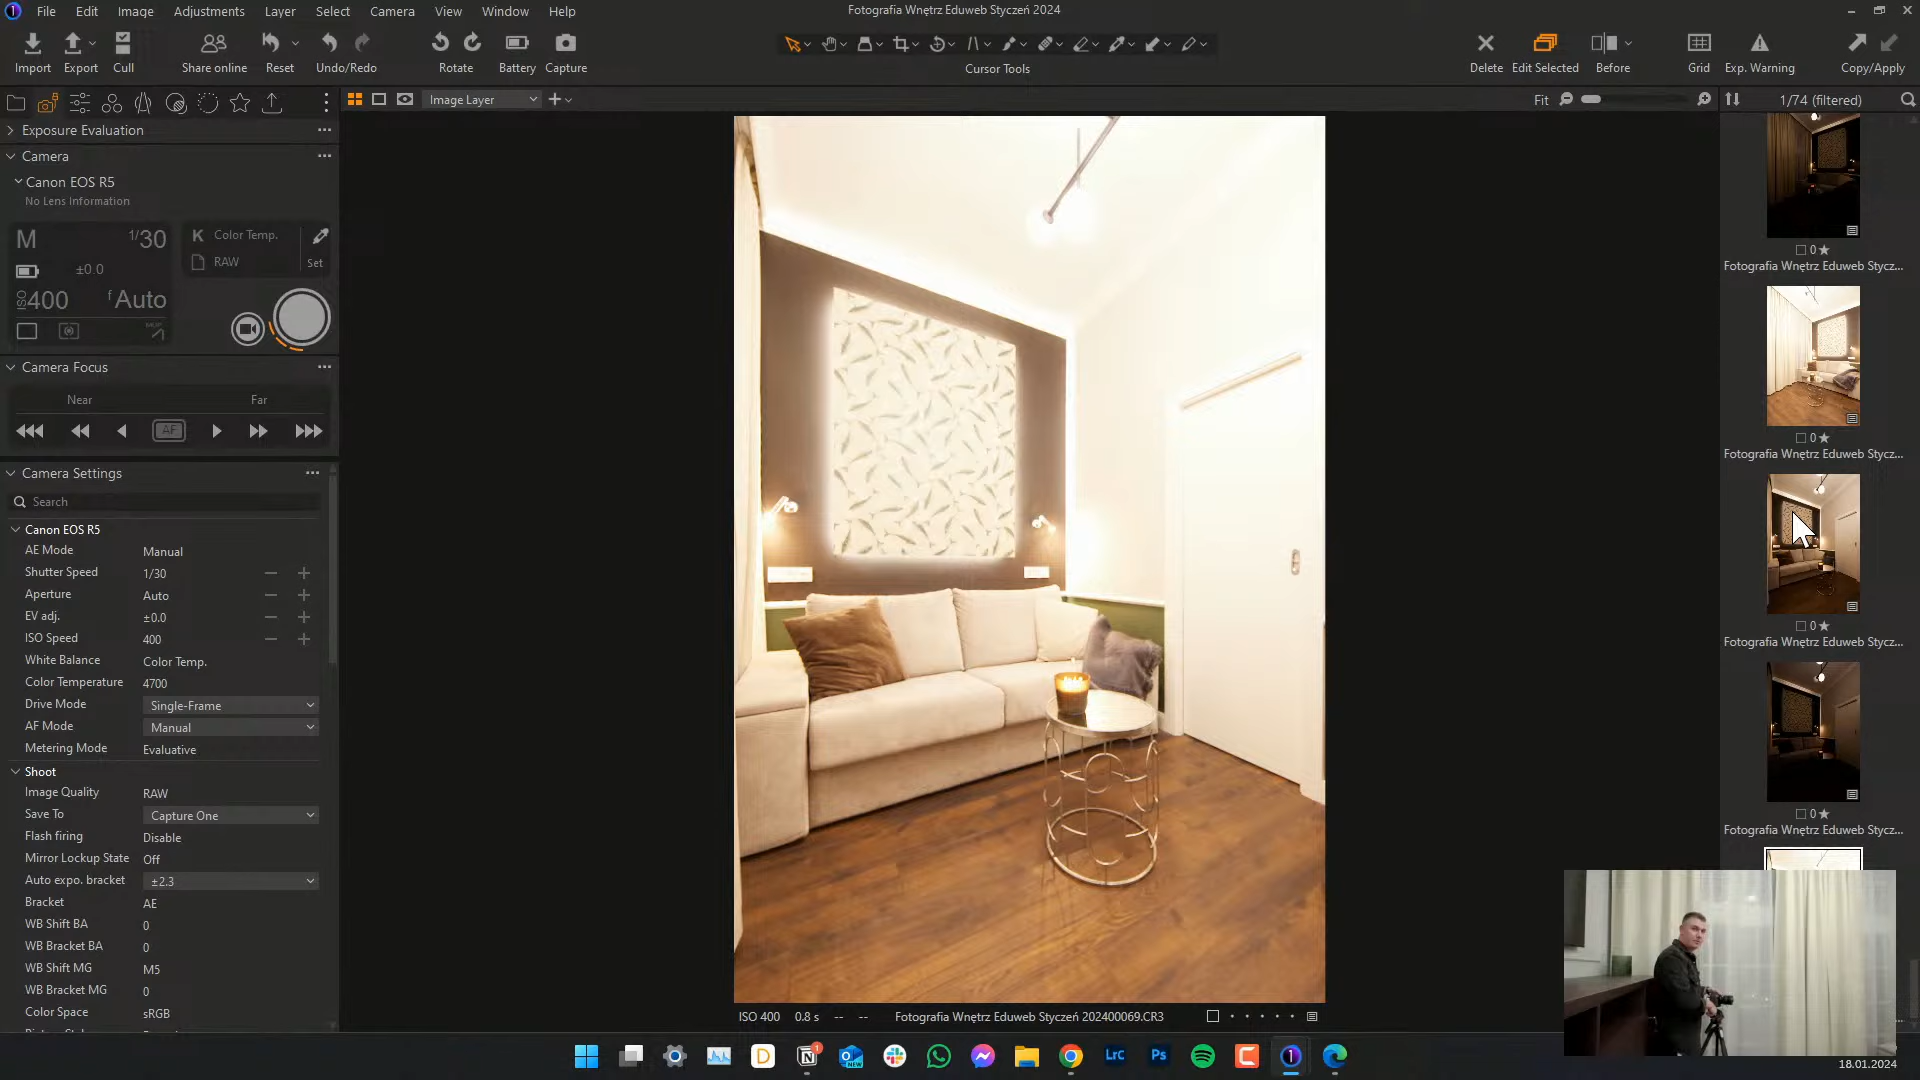 File Edit Image Adjustments Layer Select Camera View Window Help
Fotografia Wnętrz Eduweb Styczeń 2024
Import Export Cull Share online Reset Undo/Redo Rotate Battery Capture
Cursor Tools
Delete Edit Selected Before Grid Exp. Warning Copy/Apply
Image Layer
Fit
1/74 (filtered)
Exposure Evaluation
Camera
Canon EOS R5
No Lens Information
M 1/30
K Color Temp.
±0.0
RAW
Set
ISO 400 f Auto
Camera Focus
Near Far
AF
Camera Settings
Search
Canon EOS R5
AE Mode Manual
Shutter Speed 1/30
Aperture Auto
EV adj. ±0.0
ISO Speed 400
White Balance Color Temp.
Color Temperature 4700
Drive Mode Single-Frame
AF Mode Manual
Metering Mode Evaluative
Shoot
Image Quality RAW
Save To Capture One
Flash firing Disable
Mirror Lockup State Off
Auto expo. bracket ±2.3
Bracket AE
WB Shift BA 0
WB Bracket BA 0
WB Shift MG M5
WB Bracket MG 0
Color Space sRGB
0
Fotografia Wnętrz Eduweb Stycz...
0
Fotografia Wnętrz Eduweb Stycz...
0
Fotografia Wnętrz Eduweb Stycz...
0
Fotografia Wnętrz Eduweb Stycz...
ISO 400 0.8 s -- -- Fotografia Wnętrz Eduweb Styczeń 202400069.CR3
D
N 1
NEW
LrC
Ps
18.01.2024